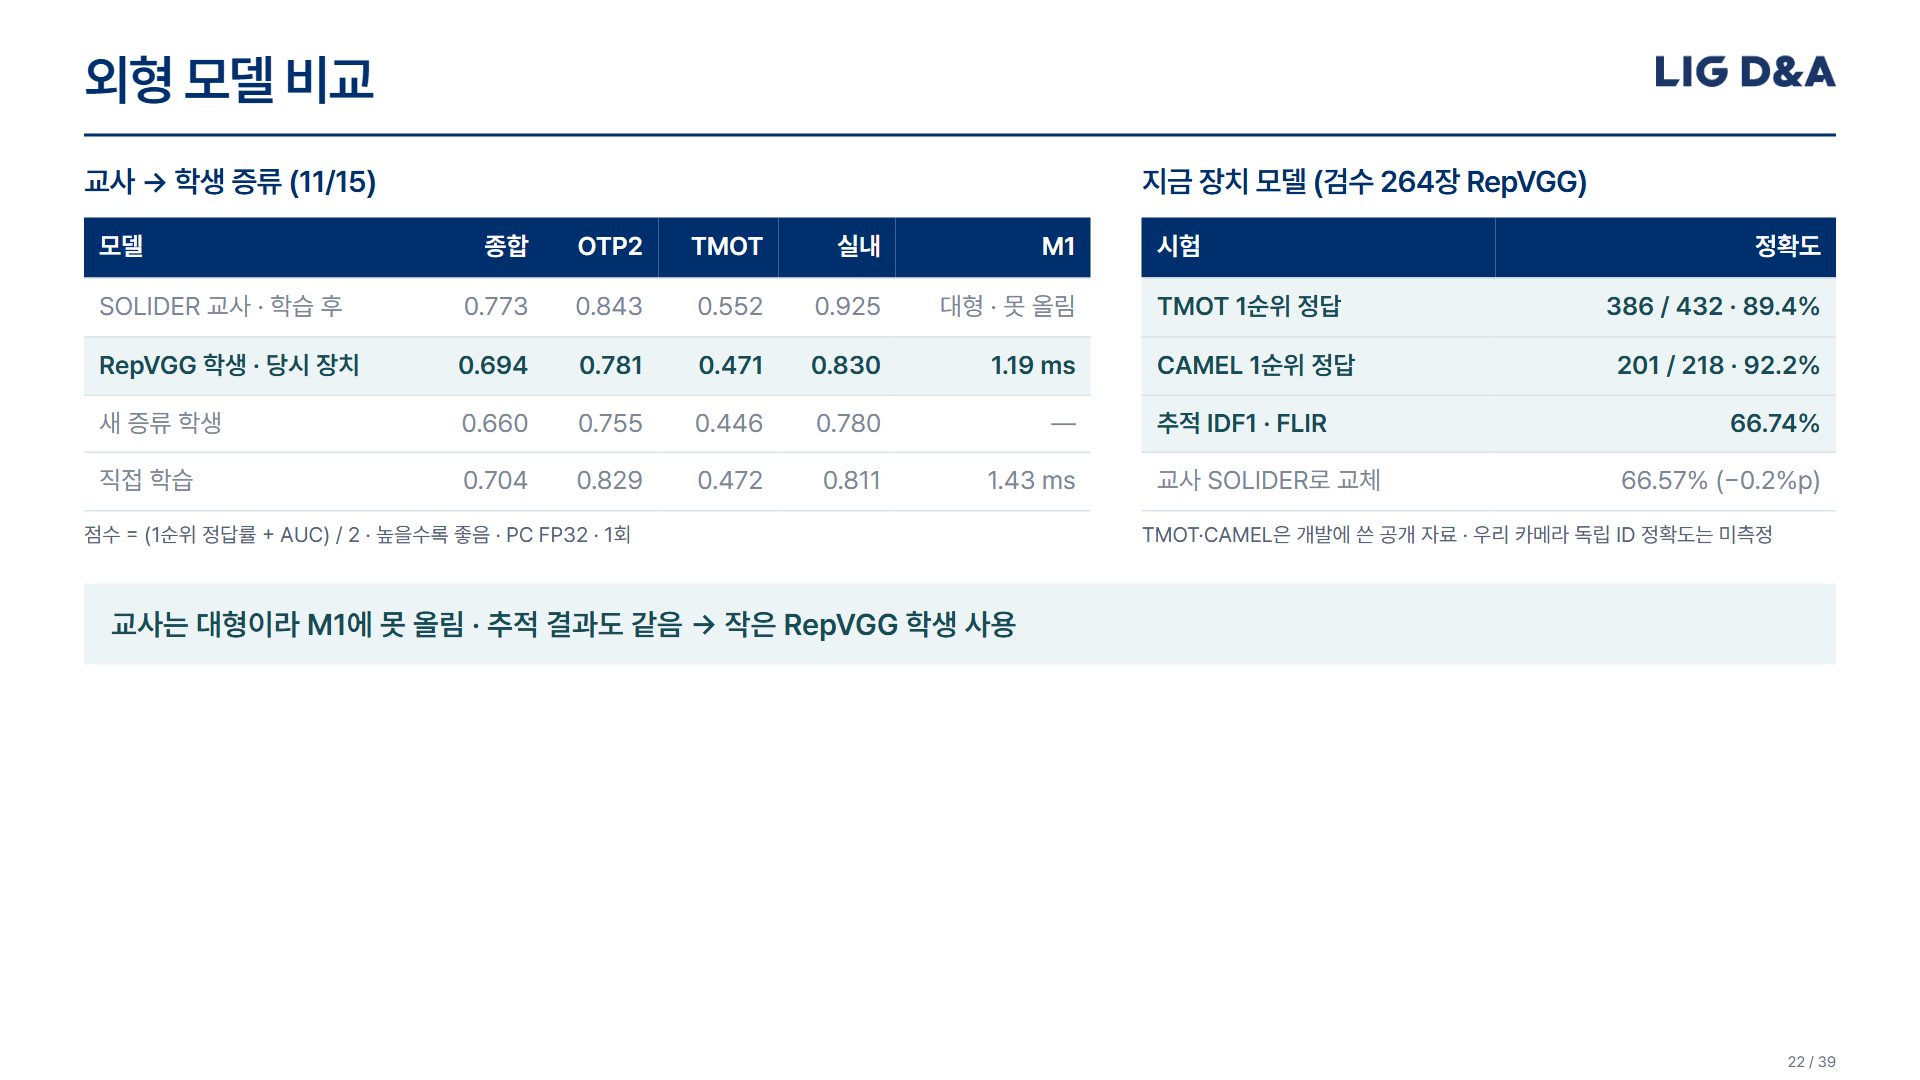 외형 모델 비교
LIG D&A
교사 → 학생 증류 (11/15)
모델 종합 OTP2 TMOT 실내 M1
SOLIDER 교사 · 학습 후 0.773 0.843 0.552 0.925 대형 · 못 올림
RepVGG 학생 · 당시 장치 0.694 0.781 0.471 0.830 1.19 ms
새 증류 학생 0.660 0.755 0.446 0.780 —
직접 학습 0.704 0.829 0.472 0.811 1.43 ms
점수 = (1순위 정답률 + AUC) / 2 · 높을수록 좋음 · PC FP32 · 1회
지금 장치 모델 (검수 264장 RepVGG)
시험 정확도
TMOT 1순위 정답 386 / 432 · 89.4%
CAMEL 1순위 정답 201 / 218 · 92.2%
추적 IDF1 · FLIR 66.74%
교사 SOLIDER로 교체 66.57% (−0.2%p)
TMOT·CAMEL은 개발에 쓴 공개 자료 · 우리 카메라 독립 ID 정확도는 미측정
교사는 대형이라 M1에 못 올림 · 추적 결과도 같음 → 작은 RepVGG 학생 사용
22 / 39